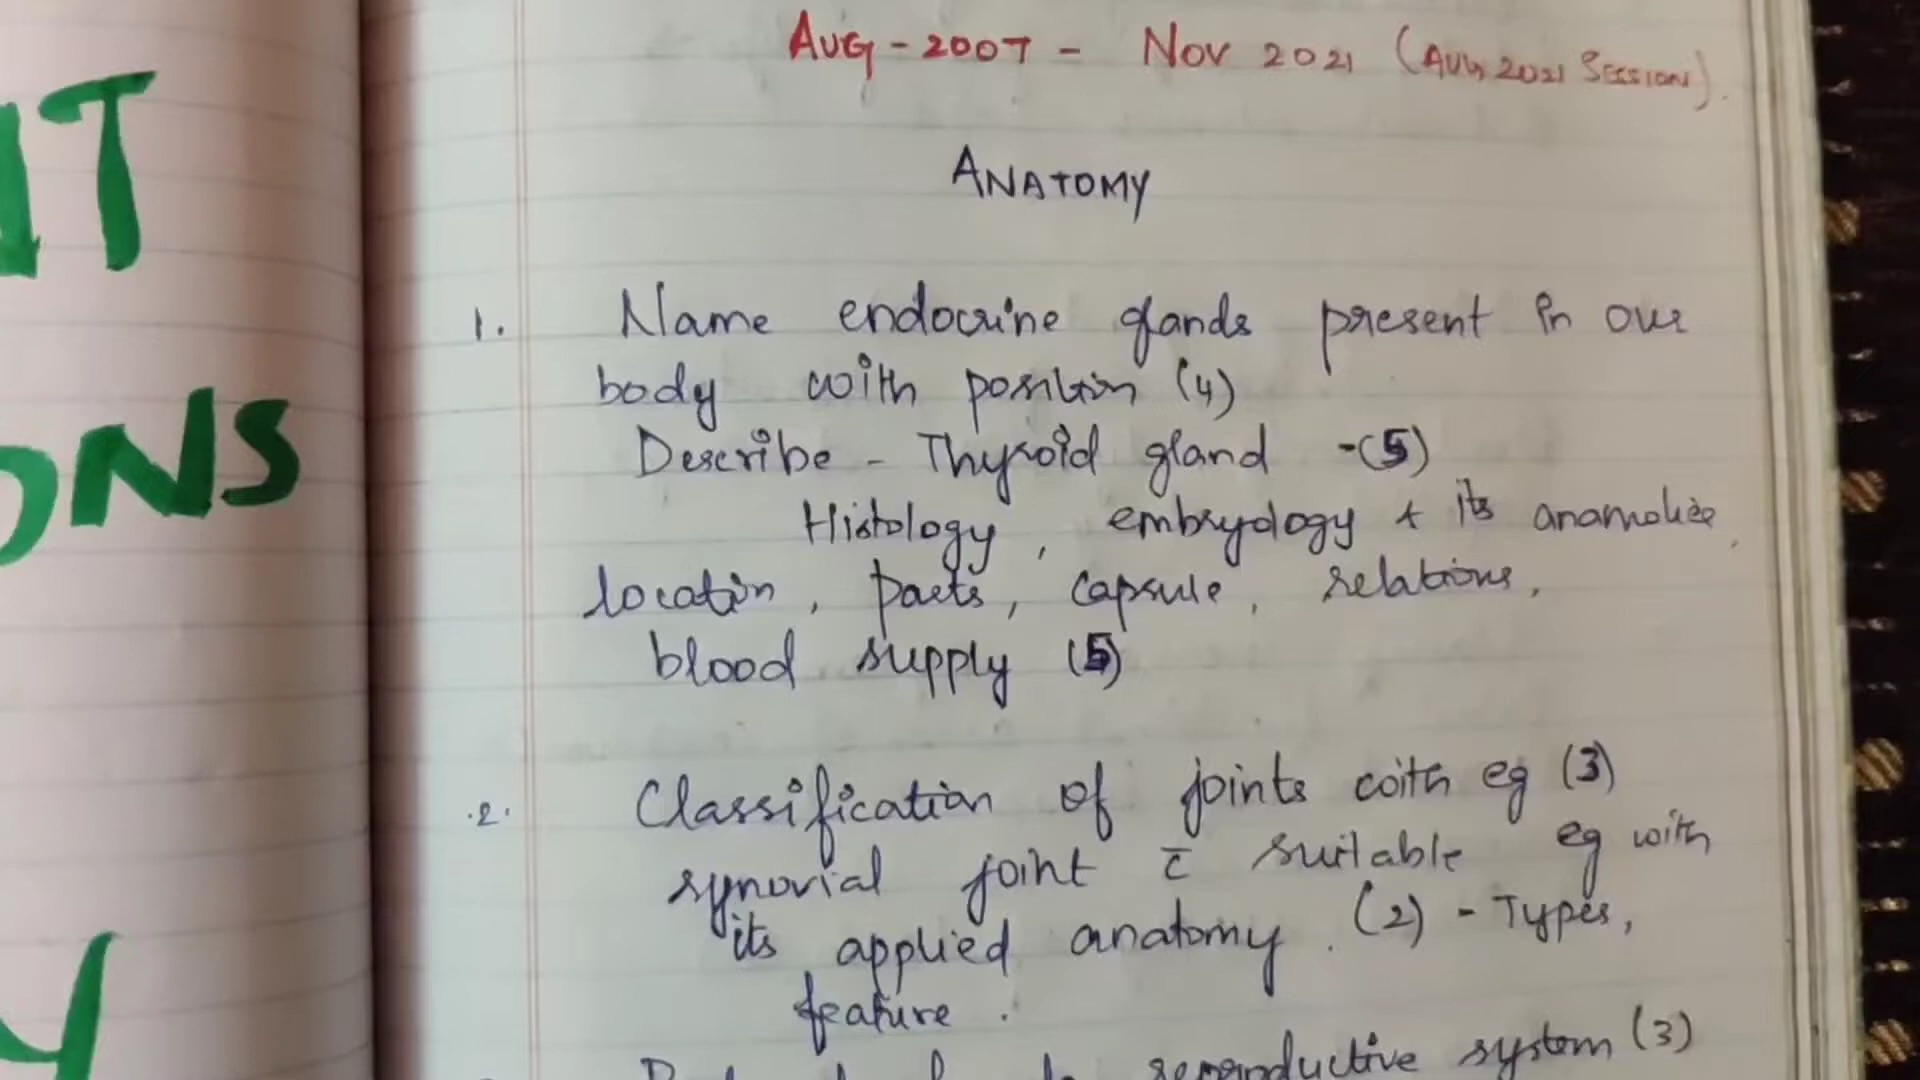 IT
ONS
Y
AUG - 2007 - NOV 2021 (AUG 2021 SESSION).
ANATOMY
1. Name endocrine glands present in our
body with position (4)
Describe - Thyroid gland -(5)
Histology, embryology + its anamolies,
location, parts, capsule, relations,
blood supply (5)
2. Classification of joints with eg (3)
synovial joint c̄ suitable eg with
its applied anatomy. (2) - Types,
feature.
reproductive system (3)